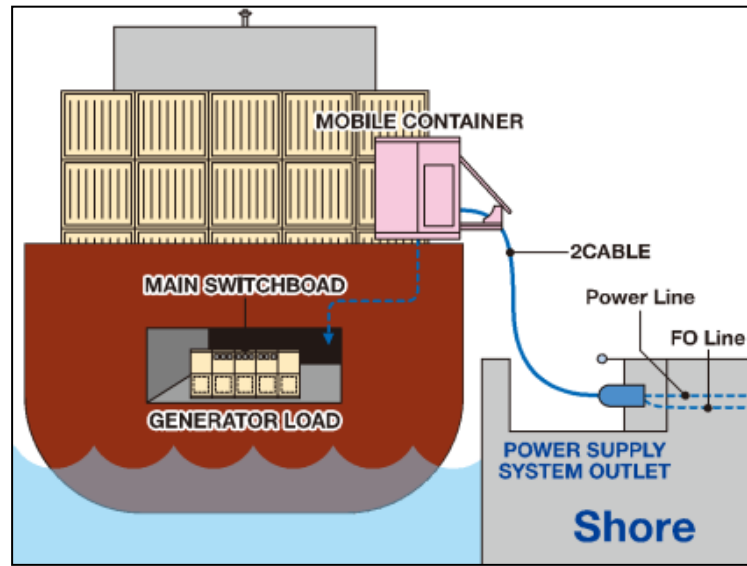 MOBILE CONTAINER
2CABLE
MAIN SWITCHBOAD
Power Line
FO Line
GENERATOR LOAD
POWER SUPPLY
SYSTEM OUTLET
Shore